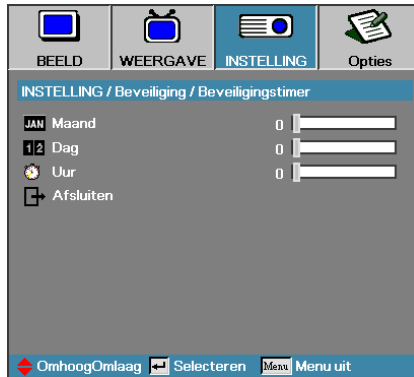 BEELD WEERGAVE INSTELLING Opties
INSTELLING / Beveiliging / Beveiligingstimer
JAN Maand 0
1 2 Dag 0
Uur 0
Afsluiten
OmhoogOmlaag Selecteren Menu Menu uit